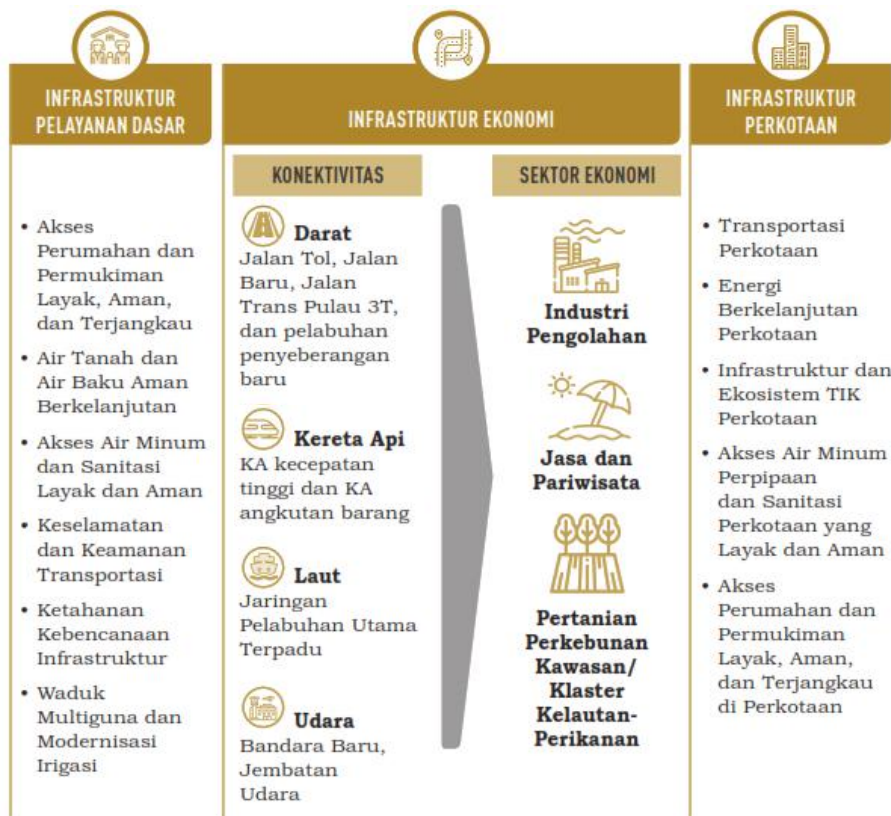 INFRASTRUKTUR
PELAYANAN DASAR
• Akses
Perumahan dan
Permukiman
Layak, Aman,
dan Terjangkau
• Air Tanah dan
Air Baku Aman
Berkelanjutan
• Akses Air Minum
dan Sanitasi
Layak dan Aman
• Keselamatan
dan Keamanan
Transportasi
• Ketahanan
Kebencanaan
Infrastruktur
• Waduk
Multiguna dan
Modernisasi
Irigasi
INFRASTRUKTUR EKONOMI
KONEKTIVITAS
Darat
Jalan Tol, Jalan
Baru, Jalan
Trans Pulau 3T,
dan pelabuhan
penyeberangan
baru
Kereta Api
KA kecepatan
tinggi dan KA
angkutan barang
Laut
Jaringan
Pelabuhan Utama
Terpadu
Udara
Bandara Baru,
Jembatan
Udara
SEKTOR EKONOMI
Industri
Pengolahan
Jasa dan
Pariwisata
Pertanian
Perkebunan
Kawasan/
Klaster
Kelautan-
Perikanan
INFRASTRUKTUR
PERKOTAAN
• Transportasi
Perkotaan
• Energi
Berkelanjutan
Perkotaan
• Infrastruktur dan
Ekosistem TIK
Perkotaan
• Akses Air Minum
Perpipaan
dan Sanitasi
Perkotaan yang
Layak dan Aman
• Akses
Perumahan dan
Permukiman
Layak, Aman,
dan Terjangkau
di Perkotaan